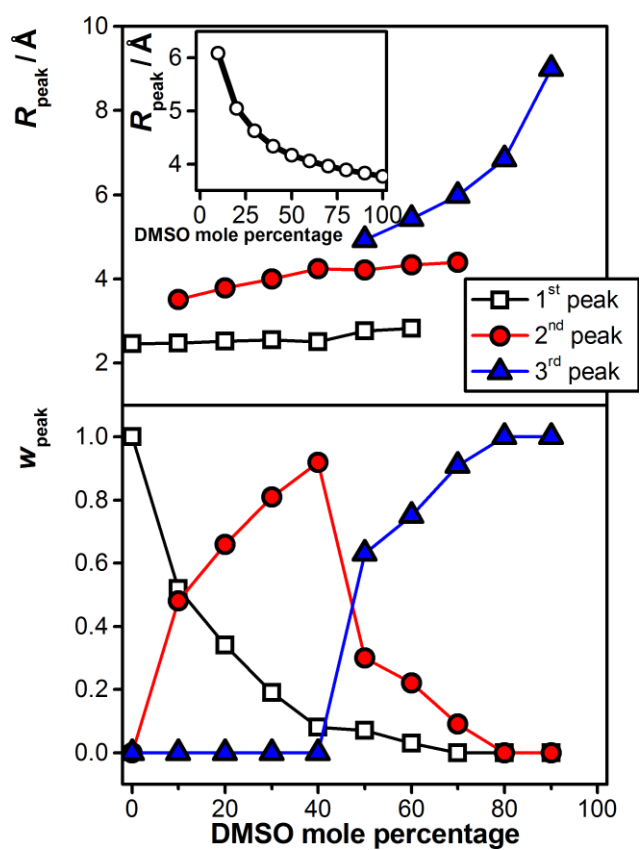 10
8
6
4
2
R_peak / Å
6
5
4
R_peak / Å
0 25 50 75 100
DMSO mole percentage
1st peak
2nd peak
3rd peak
1.0
0.8
0.6
0.4
0.2
0.0
w_peak
0 20 40 60 80 100
DMSO mole percentage